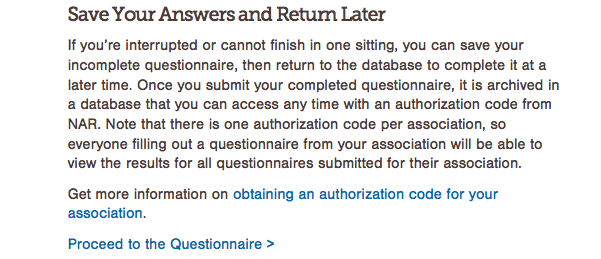 Save Your Answers and Return Later
If you're interrupted or cannot finish in one sitting, you can save your
incomplete questionnaire, then return to the database to complete it at a
later time. Once you submit your completed questionnaire, it is archived in
a database that you can access any time with an authorization code from
NAR. Note that there is one authorization code per association, so
everyone filling out a questionnaire from your association will be able to
view the results for all questionnaires submitted for their association.
Get more information on obtaining an authorization code for your
association.
Proceed to the Questionnaire >